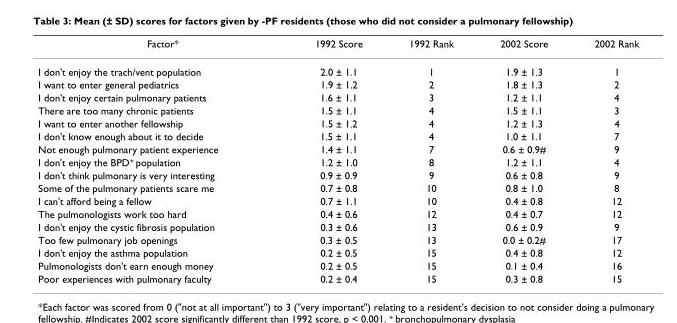 Table 3: Mean (± SD) scores for factors given by -PF residents (those who did not consider a pulmonary fellowship)
Factor* 1992 Score 1992 Rank 2002 Score 2002 Rank
I don't enjoy the trach/vent population 2.0 ± 1.1 1 1.9 ± 1.3 1
I want to enter general pediatrics 1.9 ± 1.2 2 1.8 ± 1.3 2
I don't enjoy certain pulmonary patients 1.6 ± 1.1 3 1.2 ± 1.1 4
There are too many chronic patients 1.5 ± 1.1 4 1.5 ± 1.1 3
I want to enter another fellowship 1.5 ± 1.2 4 1.2 ± 1.3 4
I don't know enough about it to decide 1.5 ± 1.1 4 1.0 ± 1.1 7
Not enough pulmonary patient experience 1.4 ± 1.1 7 0.6 ± 0.9# 9
I don't enjoy the BPD+ population 1.2 ± 1.0 8 1.2 ± 1.1 4
I don't think pulmonary is very interesting 0.9 ± 0.9 9 0.6 ± 0.8 9
Some of the pulmonary patients scare me 0.7 ± 0.8 10 0.8 ± 1.0 8
I can't afford being a fellow 0.7 ± 1.1 10 0.4 ± 0.8 12
The pulmonologists work too hard 0.4 ± 0.6 12 0.4 ± 0.7 12
I don't enjoy the cystic fibrosis population 0.3 ± 0.6 13 0.6 ± 0.9 9
Too few pulmonary job openings 0.3 ± 0.5 13 0.0 ± 0.2# 17
I don't enjoy the asthma population 0.2 ± 0.5 15 0.4 ± 0.8 12
Pulmonologists don't earn enough money 0.2 ± 0.5 15 0.1 ± 0.4 16
Poor experiences with pulmonary faculty 0.2 ± 0.4 15 0.3 ± 0.8 15
*Each factor was scored from 0 ("not at all important") to 3 ("very important") relating to a resident's decision to not consider doing a pulmonary
fellowship. #Indicates 2002 score significantly different than 1992 score, p < 0.001. + bronchopulmonary dysplasia